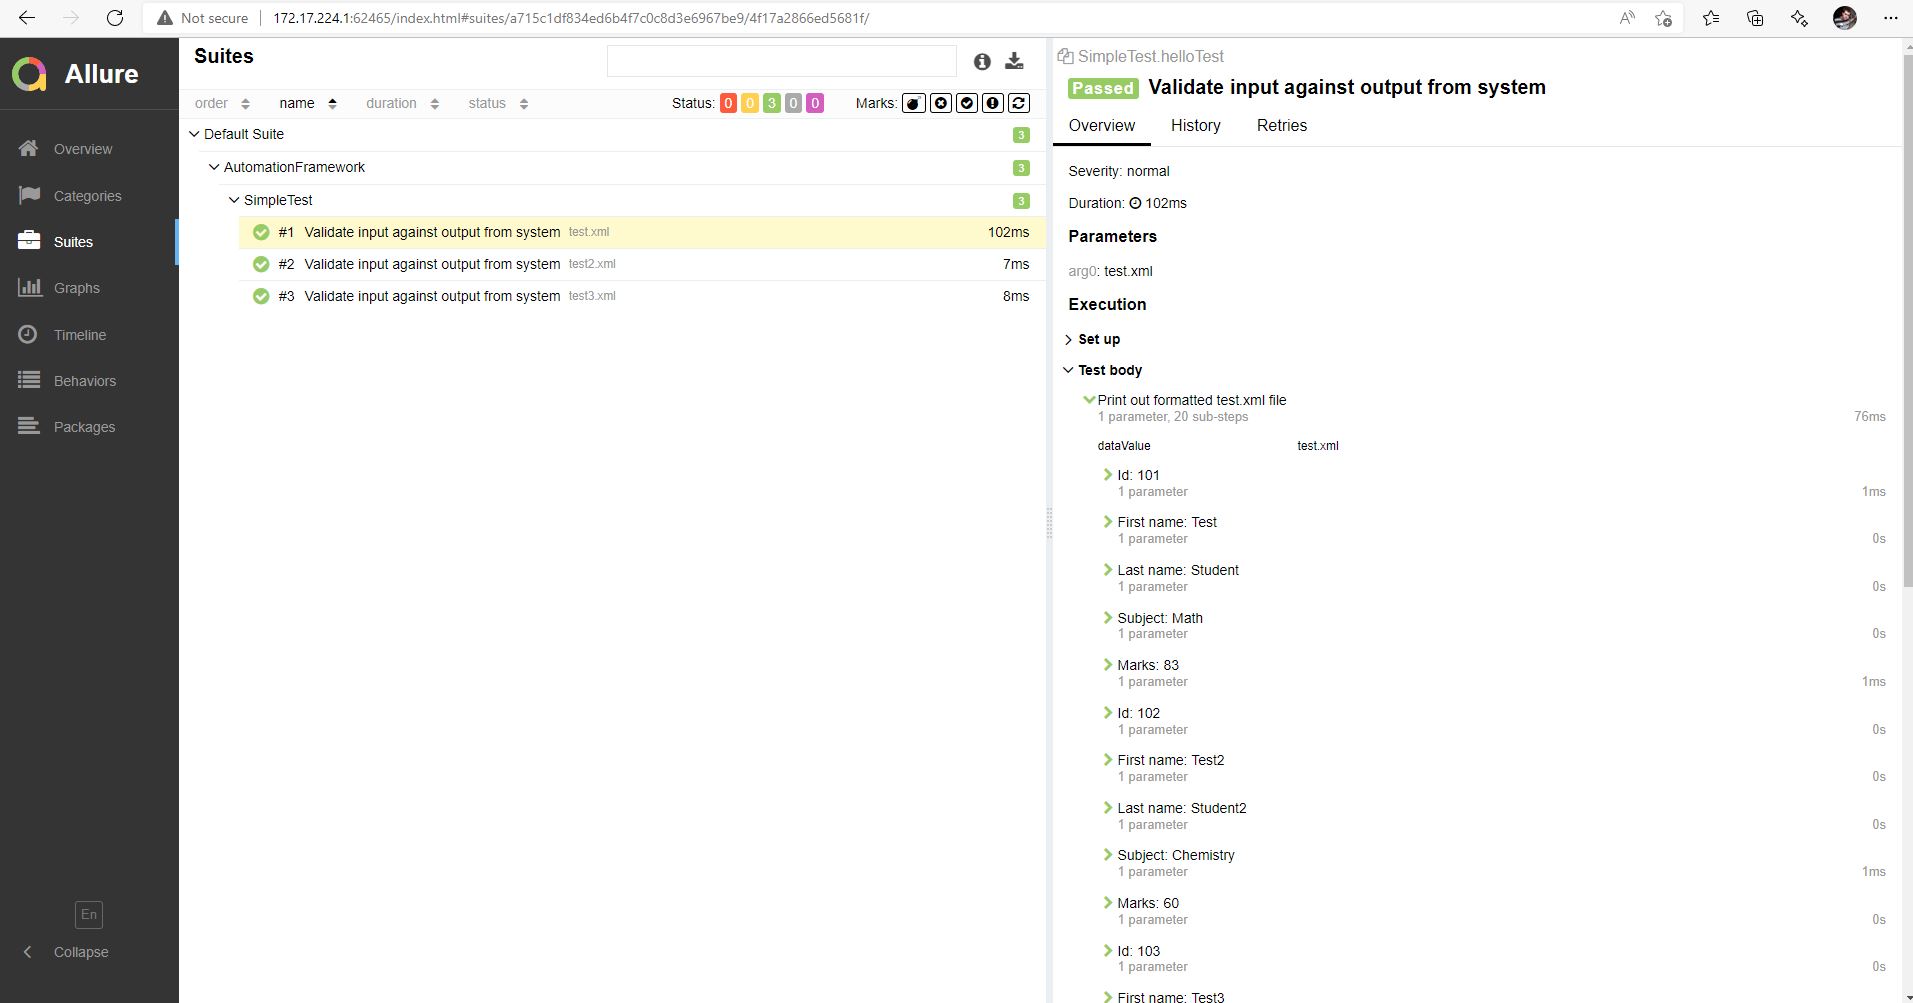 Not secure 172.17.224.1:62465/index.html#suites/a715c1df834ed6b4f7c0c8d3e6967be9/4f17a2866ed5681f/
Allure
Overview
Categories
Suites
Graphs
Timeline
Behaviors
Packages
En
Collapse
Suites
order name duration status Status: 0 0 3 0 0 Marks:
Default Suite 3
AutomationFramework 3
SimpleTest 3
#1 Validate input against output from system test.xml 102ms
#2 Validate input against output from system test2.xml 7ms
#3 Validate input against output from system test3.xml 8ms
SimpleTest.helloTest
Passed Validate input against output from system
Overview History Retries
Severity: normal
Duration: 102ms
Parameters
arg0: test.xml
Execution
Set up
Test body
Print out formatted test.xml file
1 parameter, 20 sub-steps 76ms
dataValue test.xml
Id: 101
1 parameter 1ms
First name: Test
1 parameter 0s
Last name: Student
1 parameter 0s
Subject: Math
1 parameter 0s
Marks: 83
1 parameter 1ms
Id: 102
1 parameter 0s
First name: Test2
1 parameter 0s
Last name: Student2
1 parameter 0s
Subject: Chemistry
1 parameter 1ms
Marks: 60
1 parameter 0s
Id: 103
1 parameter 0s
First name: Test3